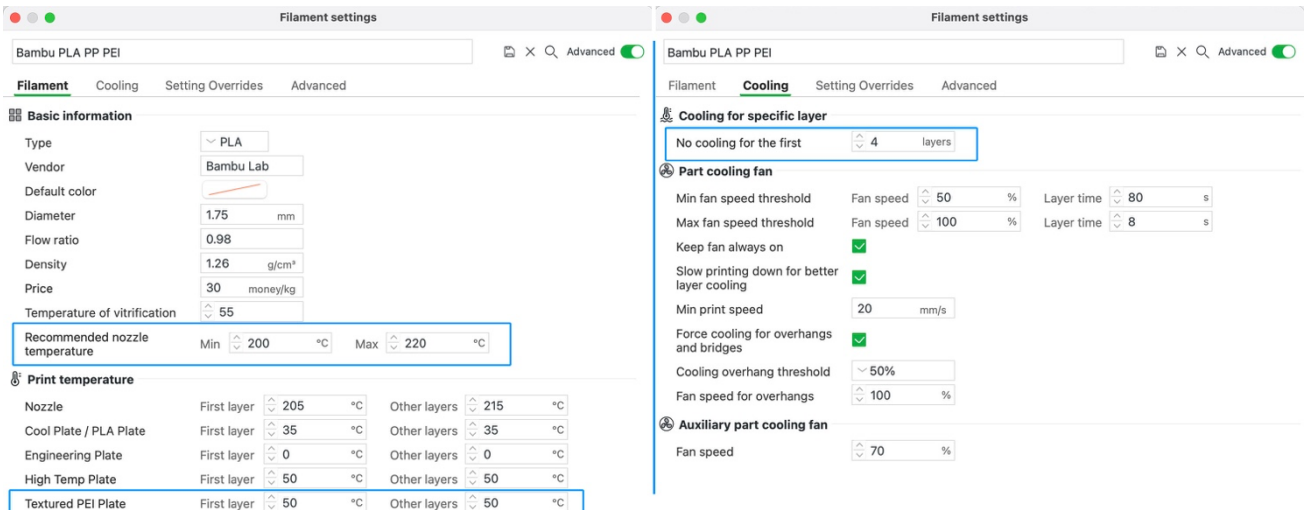 Filament settings
Bambu PLA PP PEI
Advanced
Filament Cooling Setting Overrides Advanced
Basic information
Type PLA
Vendor Bambu Lab
Default color
Diameter 1.75 mm
Flow ratio 0.98
Density 1.26 g/cm³
Price 30 money/kg
Temperature of vitrification 55
Recommended nozzle
temperature
Min 200 °C Max 220 °C
Print temperature
Nozzle First layer 205 °C Other layers 215 °C
Cool Plate / PLA Plate First layer 35 °C Other layers 35 °C
Engineering Plate First layer 0 °C Other layers 0 °C
High Temp Plate First layer 50 °C Other layers 50 °C
Textured PEI Plate First layer 50 °C Other layers 50 °C
Filament settings
Bambu PLA PP PEI
Advanced
Filament Cooling Setting Overrides Advanced
Cooling for specific layer
No cooling for the first 4 layers
Part cooling fan
Min fan speed threshold Fan speed 50 % Layer time 80 s
Max fan speed threshold Fan speed 100 % Layer time 8 s
Keep fan always on
Slow printing down for better
layer cooling
Min print speed 20 mm/s
Force cooling for overhangs
and bridges
Cooling overhang threshold 50%
Fan speed for overhangs 100 %
Auxiliary part cooling fan
Fan speed 70 %